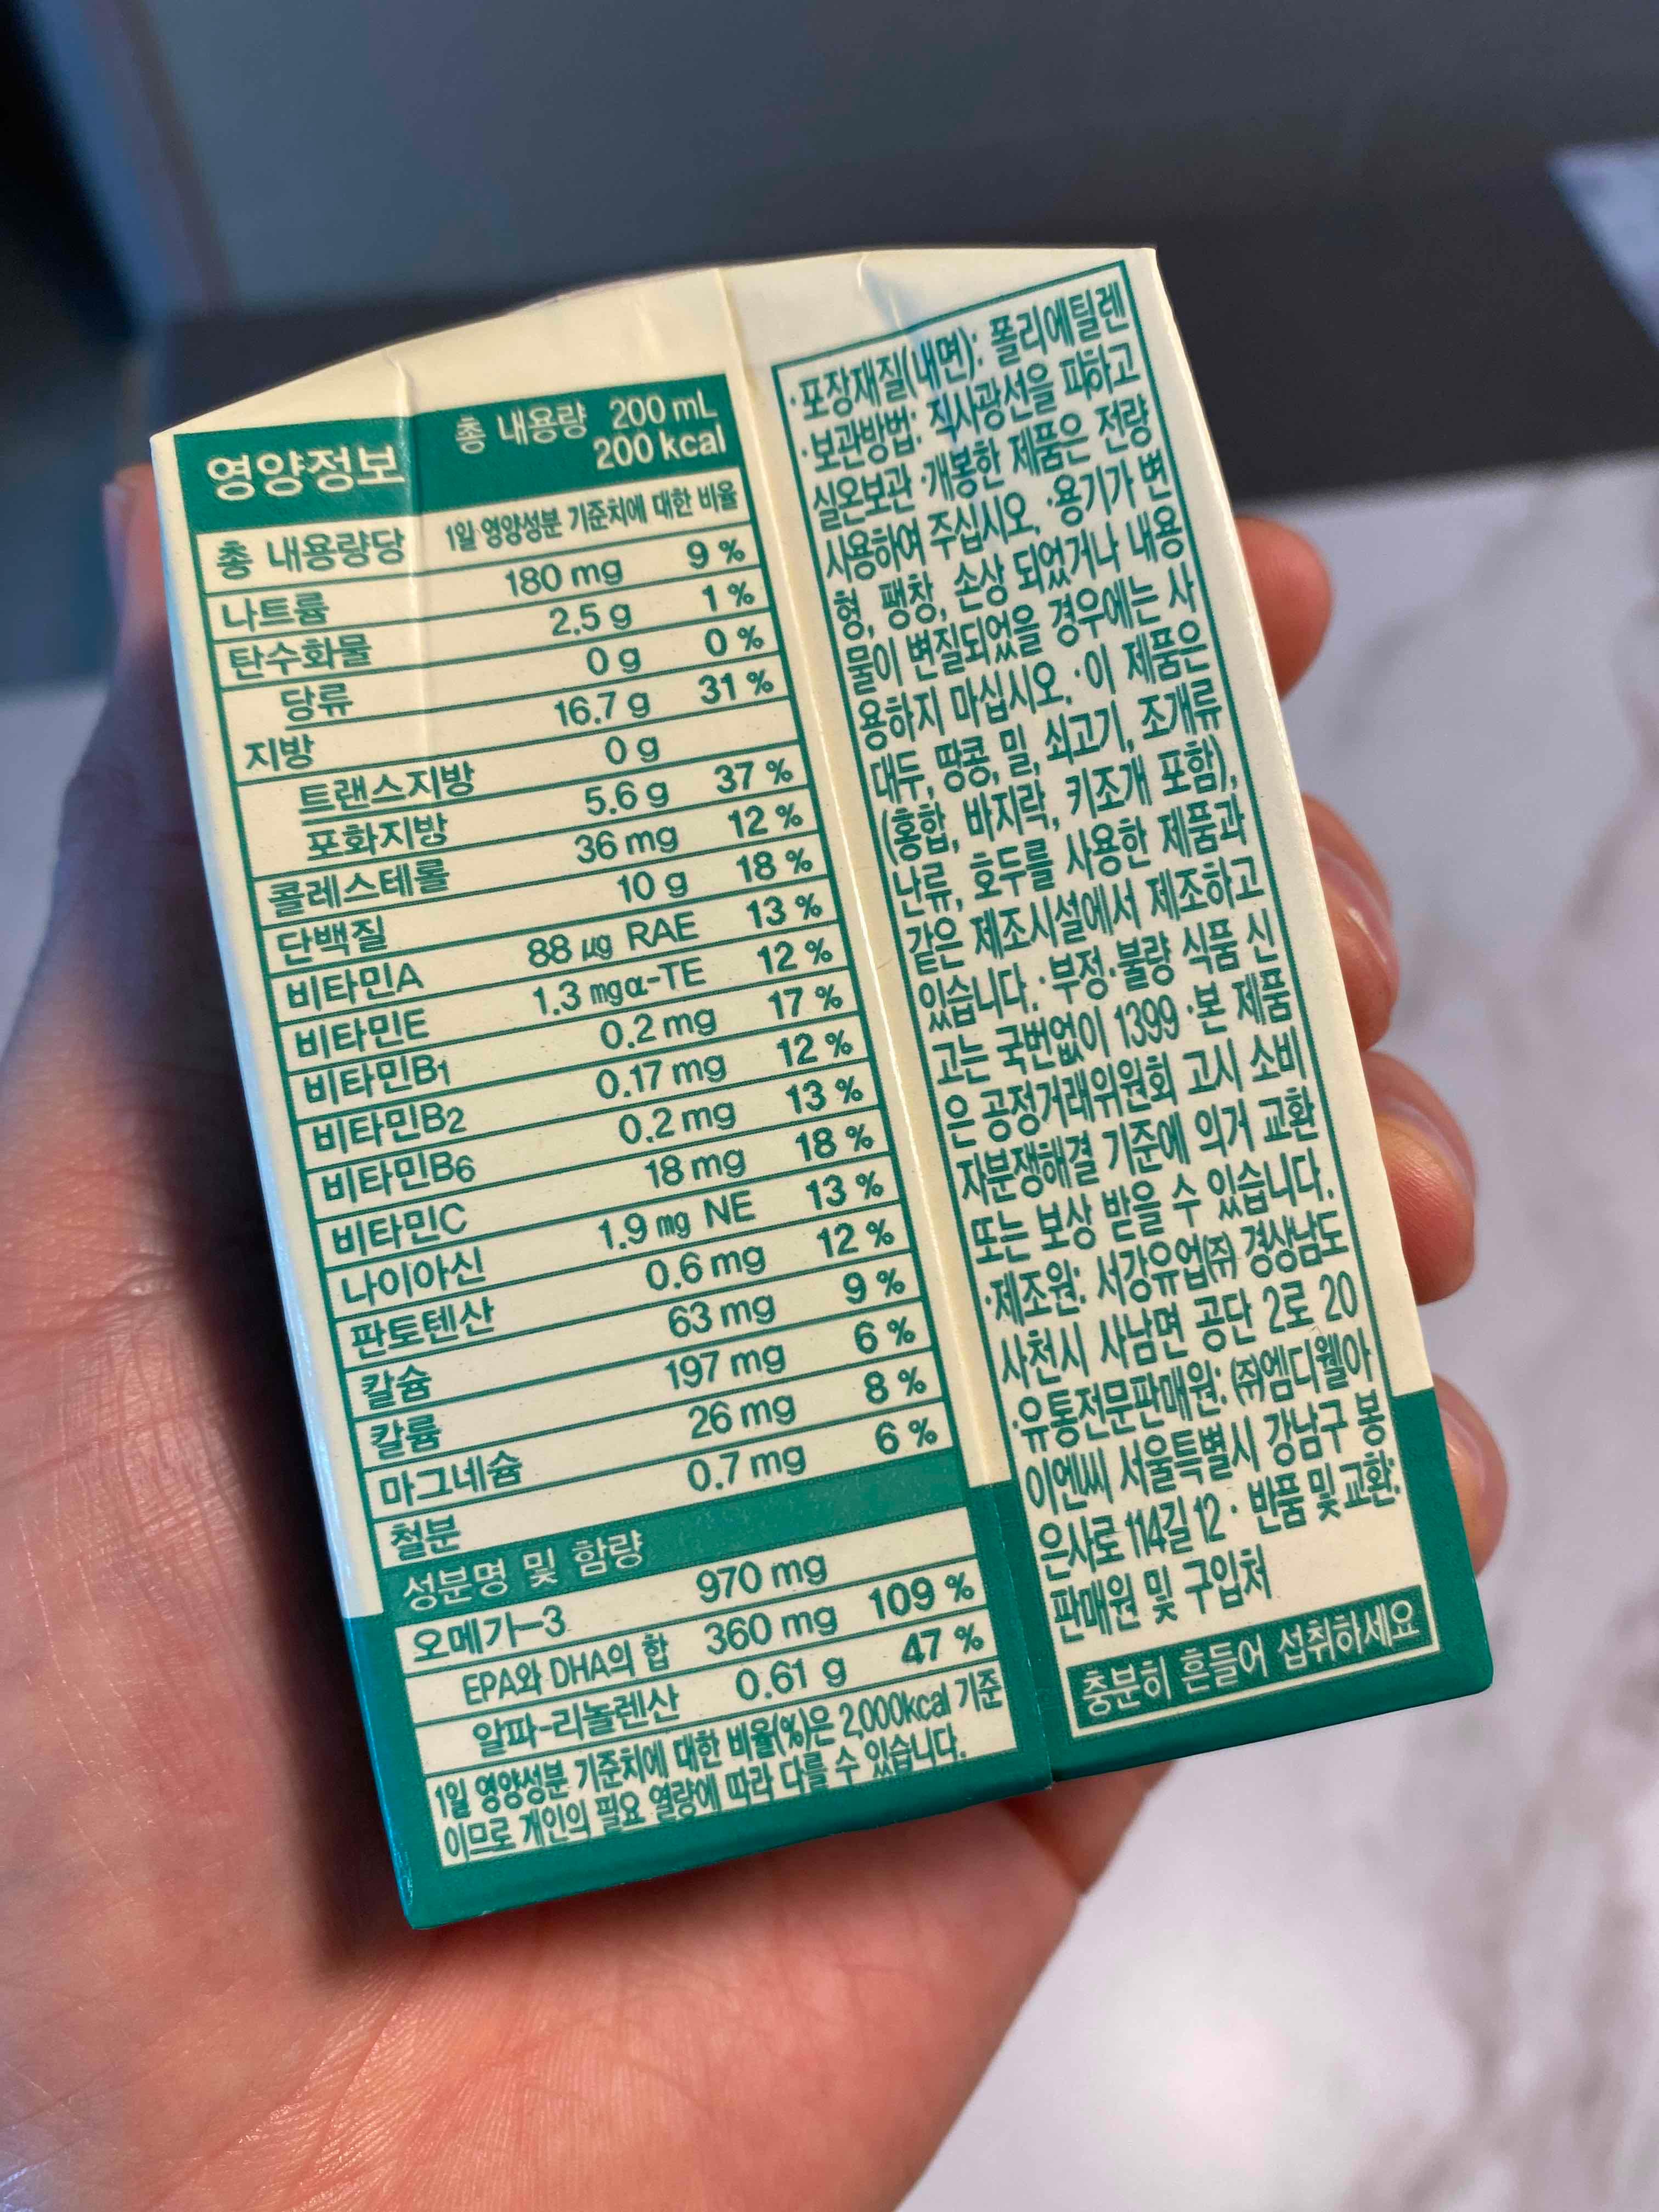 영양정보 총 내용량 200 mL
200 kcal
총 내용량당 1일 영양성분 기준치에 대한 비율
나트륨 180 mg 9 %
탄수화물 2.5 g 1 %
당류 0 g 0 %
지방 16.7 g 31 %
트랜스지방 0 g
포화지방 5.6 g 37 %
콜레스테롤 36 mg 12 %
단백질 10 g 18 %
비타민A 88 ㎍ RAE 13 %
비타민E 1.3 ㎎α-TE 12 %
비타민B1 0.2 mg 17 %
비타민B2 0.17 mg 12 %
비타민B6 0.2 mg 13 %
비타민C 18 mg 18 %
나이아신 1.9 ㎎ NE 13 %
판토텐산 0.6 mg 12 %
칼슘 63 mg 9 %
칼륨 197 mg 6 %
마그네슘 26 mg 8 %
철분 0.7 mg 6 %
성분명 및 함량
오메가-3 970 mg
EPA와 DHA의 합 360 mg 109 %
알파-리놀렌산 0.61 g 47 %
1일 영양성분 기준치에 대한 비율(%)은 2,000kcal 기준
이므로 개인의 필요 열량에 따라 다를 수 있습니다.
·포장재질(내면): 폴리에틸렌
·보관방법: 직사광선을 피하고
실온보관 ·개봉한 제품은 전량
사용하여 주십시오. ·용기가 변
형, 팽창, 손상 되었거나 내용
물이 변질되었을 경우에는 사
용하지 마십시오. ·이 제품은
대두, 땅콩, 밀, 쇠고기, 조개류
(홍합, 바지락, 키조개 포함),
난류, 호두를 사용한 제품과
같은 제조시설에서 제조하고
있습니다. ·부정·불량 식품 신
고는 국번없이 1399 ·본 제품
은 공정거래위원회 고시 소비
자분쟁해결 기준에 의거 교환
또는 보상 받을 수 있습니다.
·제조원: 서강유업㈜ 경상남도
사천시 사남면 공단 2로 20
·유통전문판매원: ㈜엠디웰아
이엔씨 서울특별시 강남구 봉
은사로 114길 12 · 반품 및 교환:
판매원 및 구입처
충분히 흔들어 섭취하세요